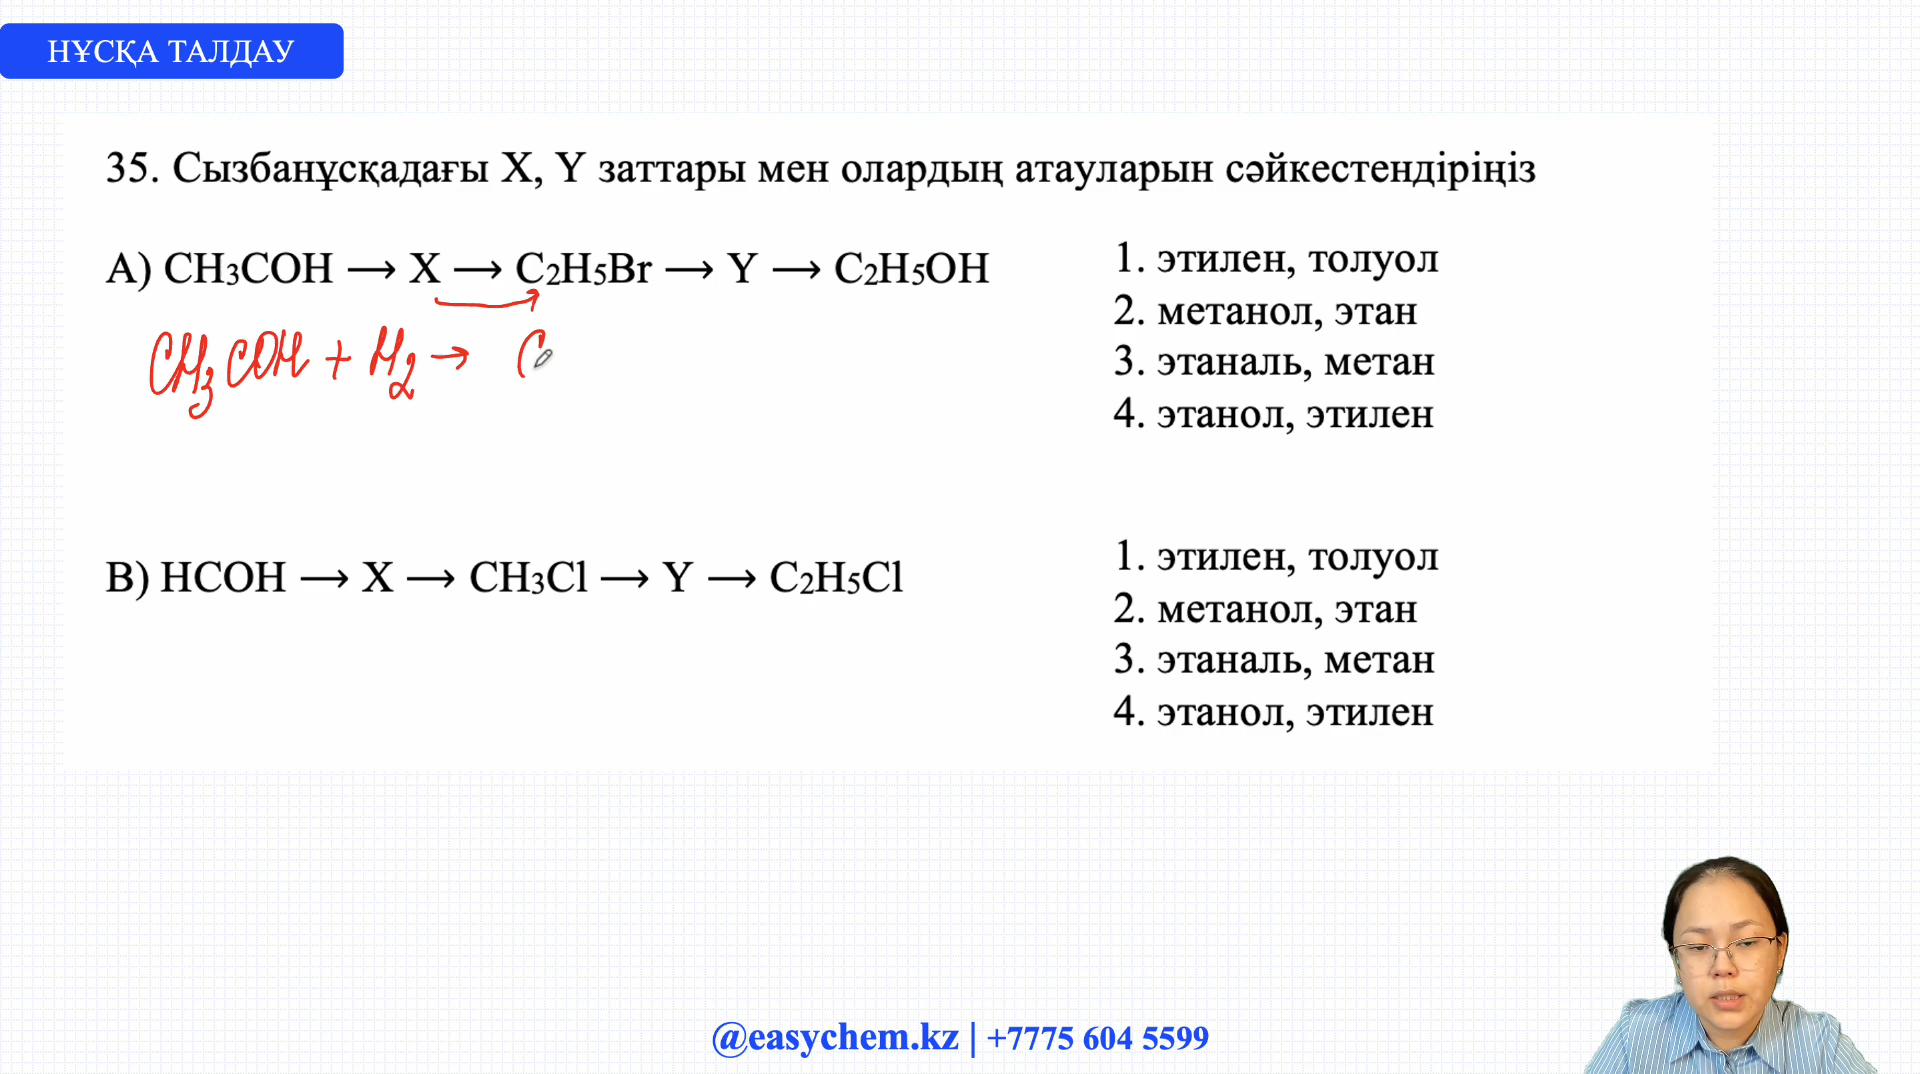 НҰСҚА ТАЛДАУ
35. Сызбанұсқадағы X, Y заттары мен олардың атауларын сәйкестендіріңіз
A) CH3COH → X → C2H5Br → Y → C2H5OH
CH3COH + H2 → C
1. этилен, толуол
2. метанол, этан
3. этаналь, метан
4. этанол, этилен
B) HCOH → X → CH3Cl → Y → C2H5Cl
1. этилен, толуол
2. метанол, этан
3. этаналь, метан
4. этанол, этилен
@easychem.kz | +7775 604 5599